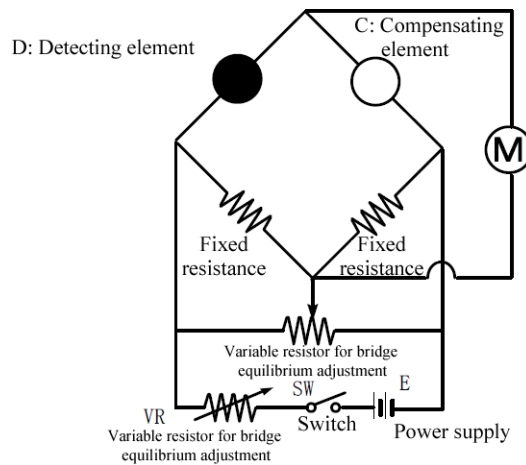 D: Detecting element
C: Compensating
element
M
Fixed
resistance
Fixed
resistance
Variable resistor for bridge
equilibrium adjustment
SW
E
VR
Switch
Power supply
Variable resistor for bridge
equilibrium adjustment